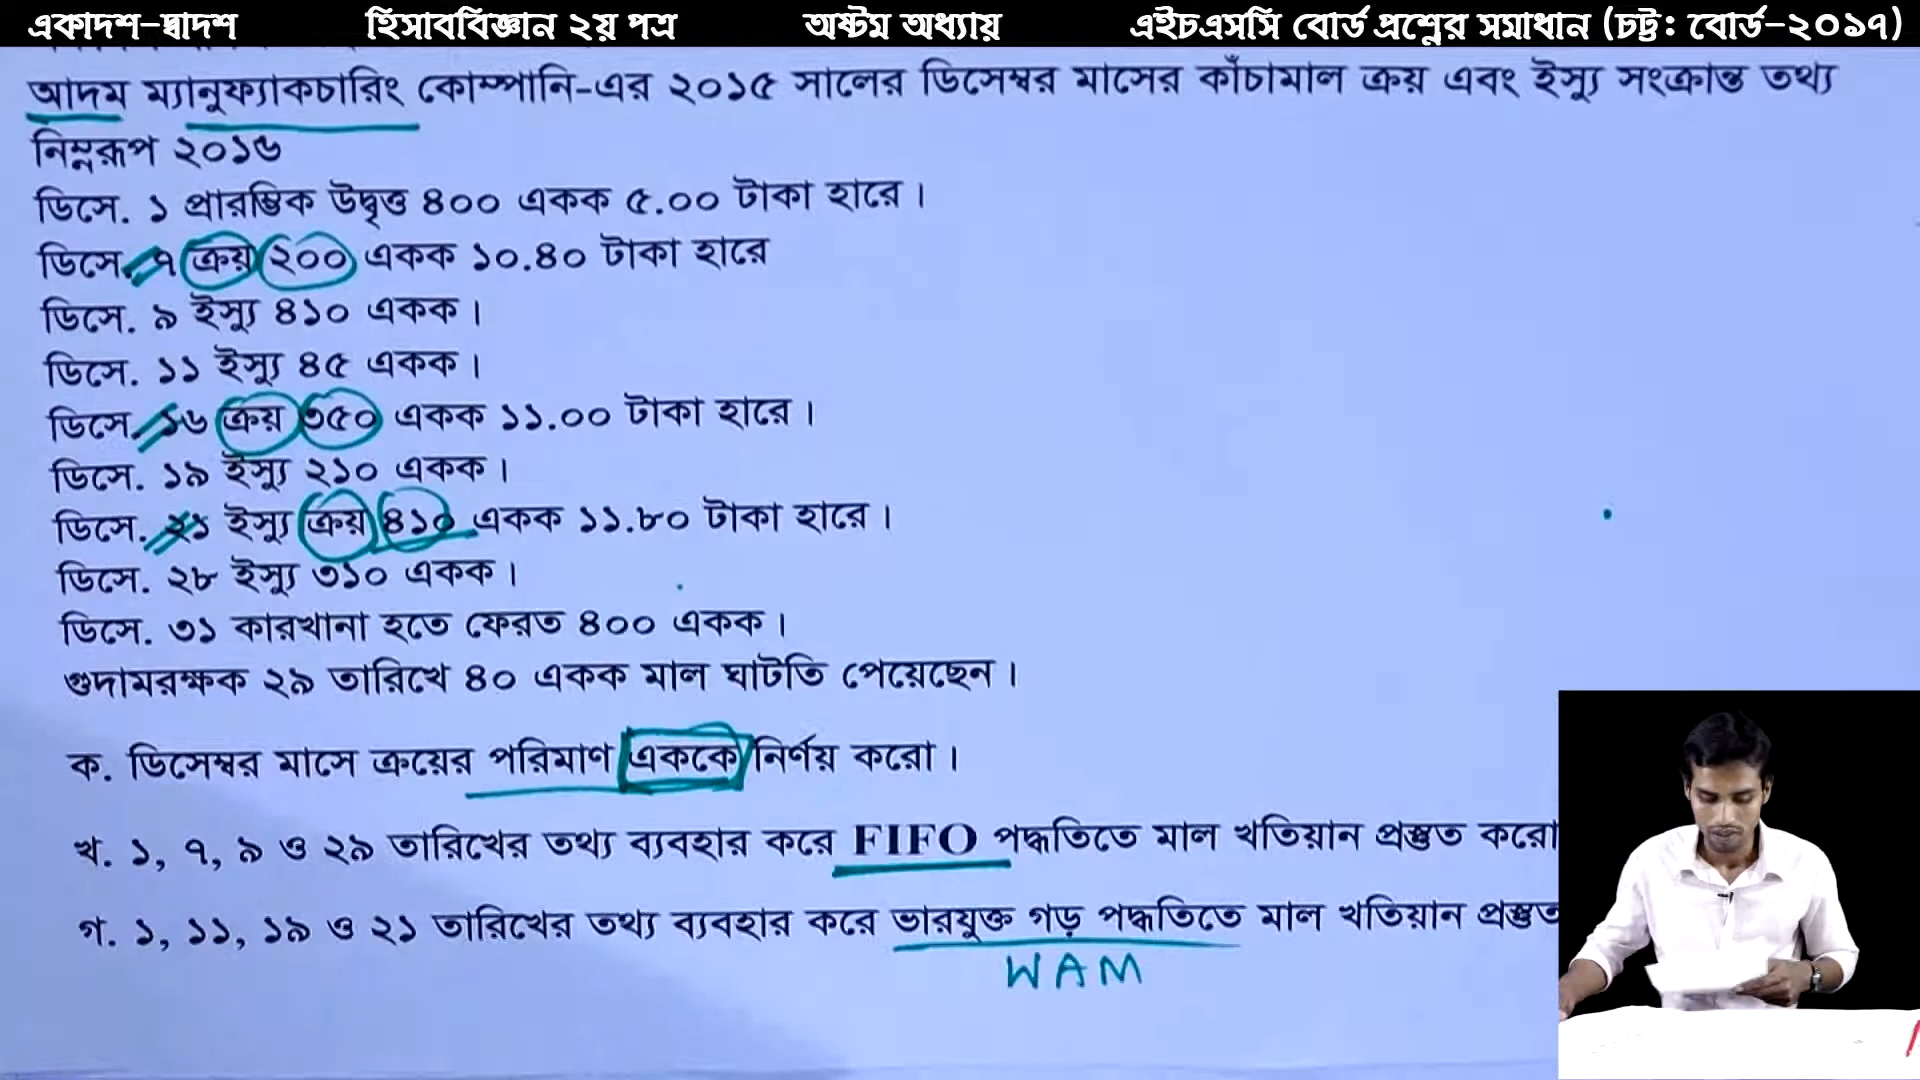 একাদশ-দ্বাদশ হিসাববিজ্ঞান ২য় পত্র অষ্টম অধ্যায় এইচএসসি বোর্ড প্রশ্নের সমাধান (চট্ট: বোর্ড-২০১৭)
আদম ম্যানুফ্যাকচারিং কোম্পানি-এর ২০১৫ সালের ডিসেম্বর মাসের কাঁচামাল ক্রয় এবং ইস্যু সংক্রান্ত তথ্য
নিম্নরূপ ২০১৬
ডিসে. ১ প্রারম্ভিক উদ্বৃত্ত ৪০০ একক ৫.০০ টাকা হারে।
ডিসে. ৭ ক্রয় ২০০ একক ১০.৪০ টাকা হারে
ডিসে. ৯ ইস্যু ৪১০ একক।
ডিসে. ১১ ইস্যু ৪৫ একক।
ডিসে. ১৬ ক্রয় ৩৫০ একক ১১.০০ টাকা হারে।
ডিসে. ১৯ ইস্যু ২১০ একক।
ডিসে. ২১ ইস্যু ক্রয় ৪১০ একক ১১.৮০ টাকা হারে।
ডিসে. ২৮ ইস্যু ৩১০ একক।
ডিসে. ৩১ কারখানা হতে ফেরত ৪০০ একক।
গুদামরক্ষক ২৯ তারিখে ৪০ একক মাল ঘাটতি পেয়েছেন।
ক. ডিসেম্বর মাসে ক্রয়ের পরিমাণ এককে নির্ণয় করো।
খ. ১, ৭, ৯ ও ২৯ তারিখের তথ্য ব্যবহার করে FIFO পদ্ধতিতে মাল খতিয়ান প্রস্তুত করো
গ. ১, ১১, ১৯ ও ২১ তারিখের তথ্য ব্যবহার করে ভারযুক্ত গড় পদ্ধতিতে মাল খতিয়ান প্রস্তুত
WAM